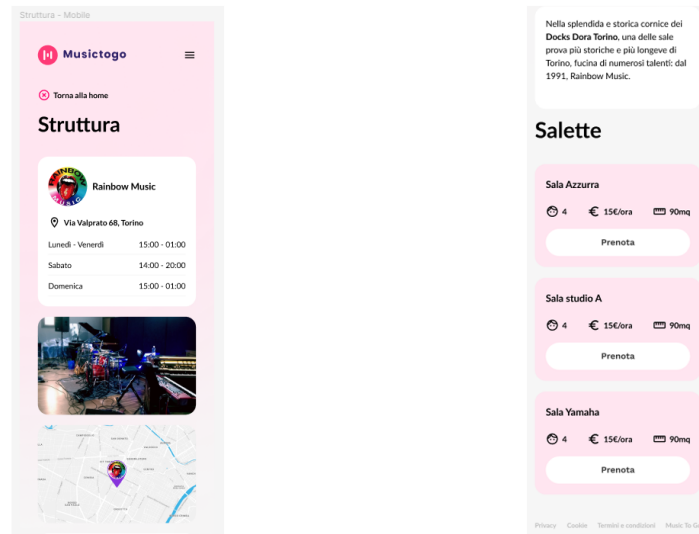 Struttura – Mobile
Musictogo
Torna alla home
Struttura
RAINBOW
MUSIC
Rainbow Music
Via Valprato 68, Torino
Lunedì - Venerdì 15:00 - 01:00
Sabato 14:00 - 20:00
Domenica 15:00 - 01:00
Nella splendida e storica cornice dei
Docks Dora Torino, una delle sale
prova più storiche e più longeve di
Torino, fucina di numerosi talenti: dal
1991, Rainbow Music.
Salette
Sala Azzurra
4 15€/ora 90mq
Prenota
Sala studio A
4 15€/ora 90mq
Prenota
Sala Yamaha
4 15€/ora 90mq
Prenota
Privacy Cookie Termini e condizioni Music To G